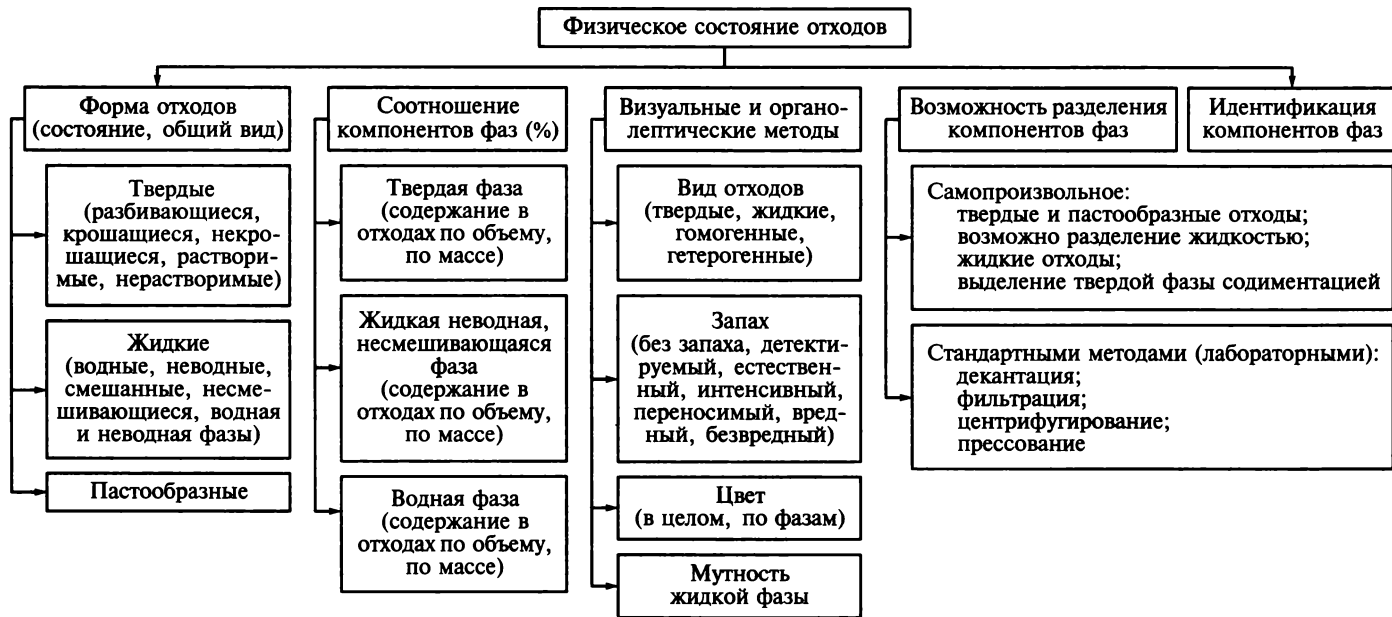 Физическое состояние отходов
Форма отходов
(состояние, общий вид)
Твердые
(разбивающиеся,
крошащиеся, некро-
шащиеся, раствори-
мые, нерастворимые)
Жидкие
(водные, неводные,
смешанные, несме-
шивающиеся, водная
и неводная фазы)
Пастообразные
Соотношение
компонентов фаз (%)
Твердая фаза
(содержание в
отходах по объему,
по массе)
Жидкая неводная,
несмешивающаяся
фаза
(содержание в
отходах по объему,
по массе)
Водная фаза
(содержание в
отходах по объему,
по массе)
Визуальные и органо-
лептические методы
Вид отходов
(твердые, жидкие,
гомогенные,
гетерогенные)
Запах
(без запаха, детекти-
руемый, естествен-
ный, интенсивный,
переносимый, вред-
ный, безвредный)
Цвет
(в целом, по фазам)
Мутность
жидкой фазы
Возможность разделения
компонентов фаз
Самопроизвольное:
твердые и пастообразные отходы;
возможно разделение жидкостью;
жидкие отходы;
выделение твердой фазы содиментацией
Стандартными методами (лабораторными):
декантация;
фильтрация;
центрифугирование;
прессование
Идентификация
компонентов фаз